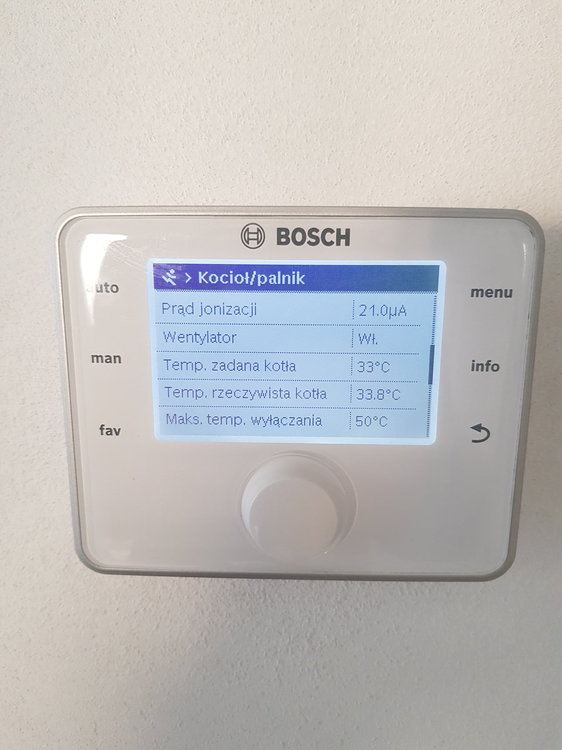 BOSCH
auto
man
fav
> Kocioł/palnik
Prąd jonizacji 21.0µA
Wentylator Wł.
Temp. zadana kotła 33°C
Temp. rzeczywista kotła 33.8°C
Maks. temp. wyłączania 50°C
menu
info